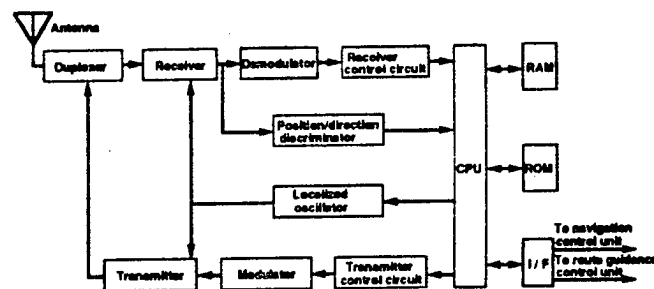 Antenna
Duplexer
Receiver
Demodulator
Receiver
control circuit
RAM
Position/direction
discriminator
CPU
ROM
Localized
oscillator
To navigation
control unit
I / F
To route guidance
control unit
Transmitter
Modulator
Transmitter
control circuit